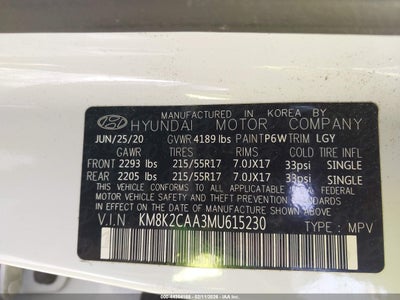 MANUFACTURED IN KOREA BY
HYUNDAI MOTOR COMPANY
JUN/25/20 GVWR 4189 lbs PAINT P6W TRIM LGY
GAWR TIRES RIMS COLD TIRE INFL
FRONT 2293 lbs 215/55R17 7.0JX17 33psi SINGLE
REAR 2205 lbs 215/55R17 7.0JX17 33psi SINGLE
THIS VEHICLE CONFORMS TO ALL APPLICABLE
FEDERAL MOTOR VEHICLE SAFETY, BUMPER, AND
THEFT PREVENTION STANDARDS IN EFFECT ON
THE DATE OF MANUFACTURE SHOWN ABOVE.
V.I.N KM8K2CAA3MU615230
TYPE : MPV